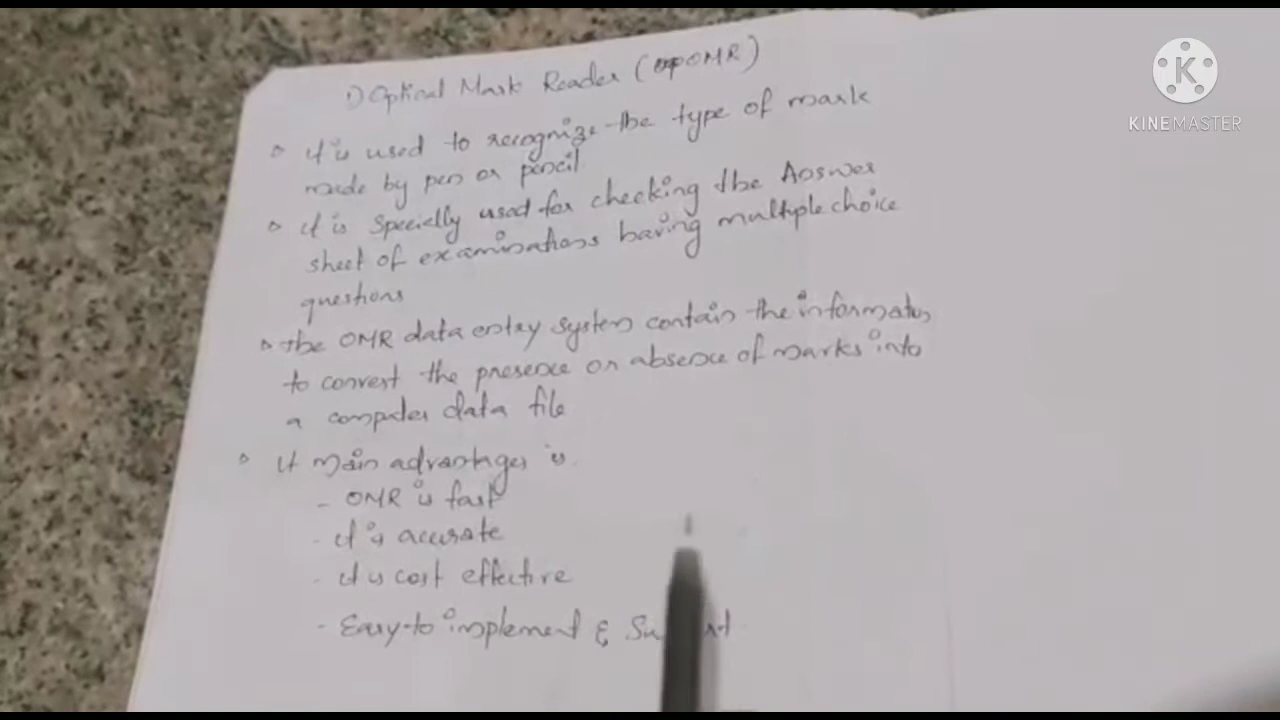 1) Optical Mark Reader (OMR)
it is used to recognize the type of mark
made by pen or pencil
it is specially used for checking the Answer
sheet of examinations having multiple choice
questions
the OMR data entry system contain the
to convert the presence or absence of marks into
a computer data file
it main advantages is
- OMR is fast
- it is accurate
- it is cost effective
- Easy to implement &
KINEMASTER